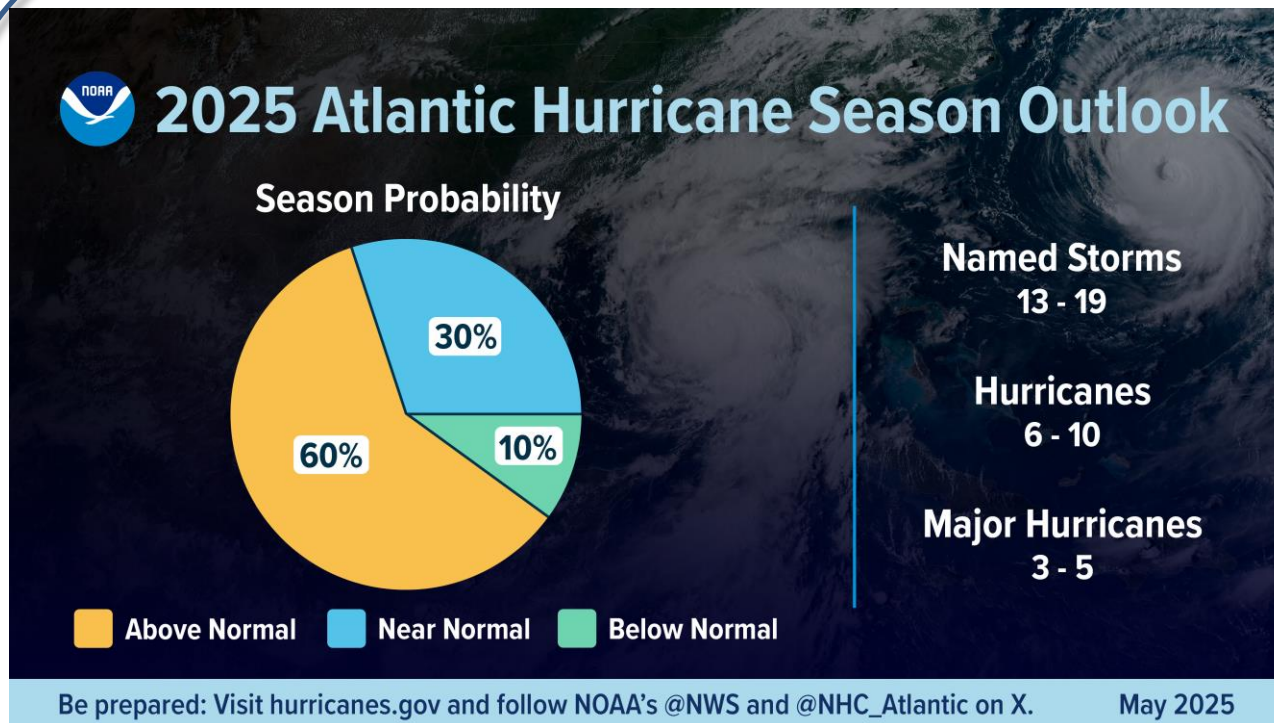 NOAA
2025 Atlantic Hurricane Season Outlook
Season Probability
30%
60%
10%
Above Normal
Near Normal
Below Normal
Named Storms
13 - 19
Hurricanes
6 - 10
Major Hurricanes
3 - 5
Be prepared: Visit hurricanes.gov and follow NOAA's @NWS and @NHC_Atlantic on X.
May 2025